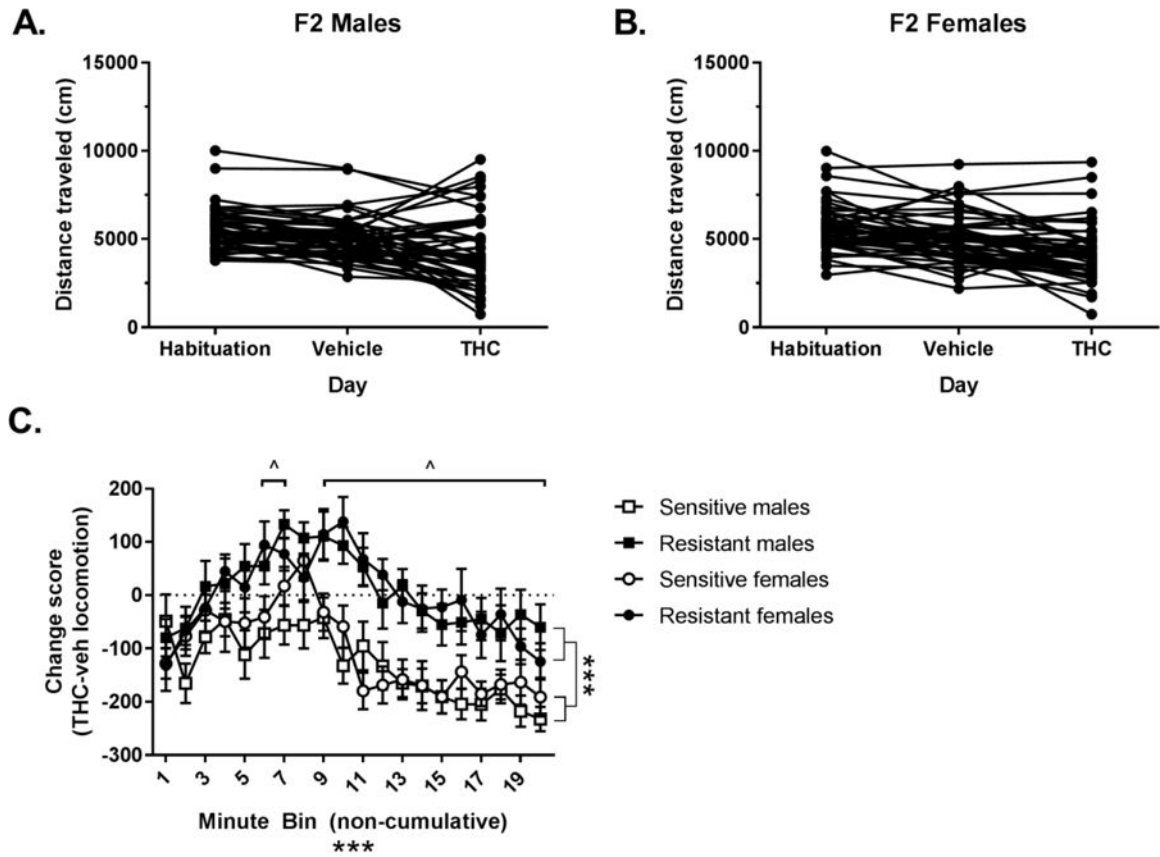 A.
F2 Males
Distance traveled (cm)
15000
10000
5000
0
Habituation
Vehicle
THC
Day
B.
F2 Females
Distance traveled (cm)
15000
10000
5000
0
Habituation
Vehicle
THC
Day
C.
Change score
(THC-veh locomotion)
200
100
0
-100
-200
-300
^
^
***
1
3
5
7
9
11
13
15
17
19
Minute Bin (non-cumulative)
***
Sensitive males
Resistant males
Sensitive females
Resistant females